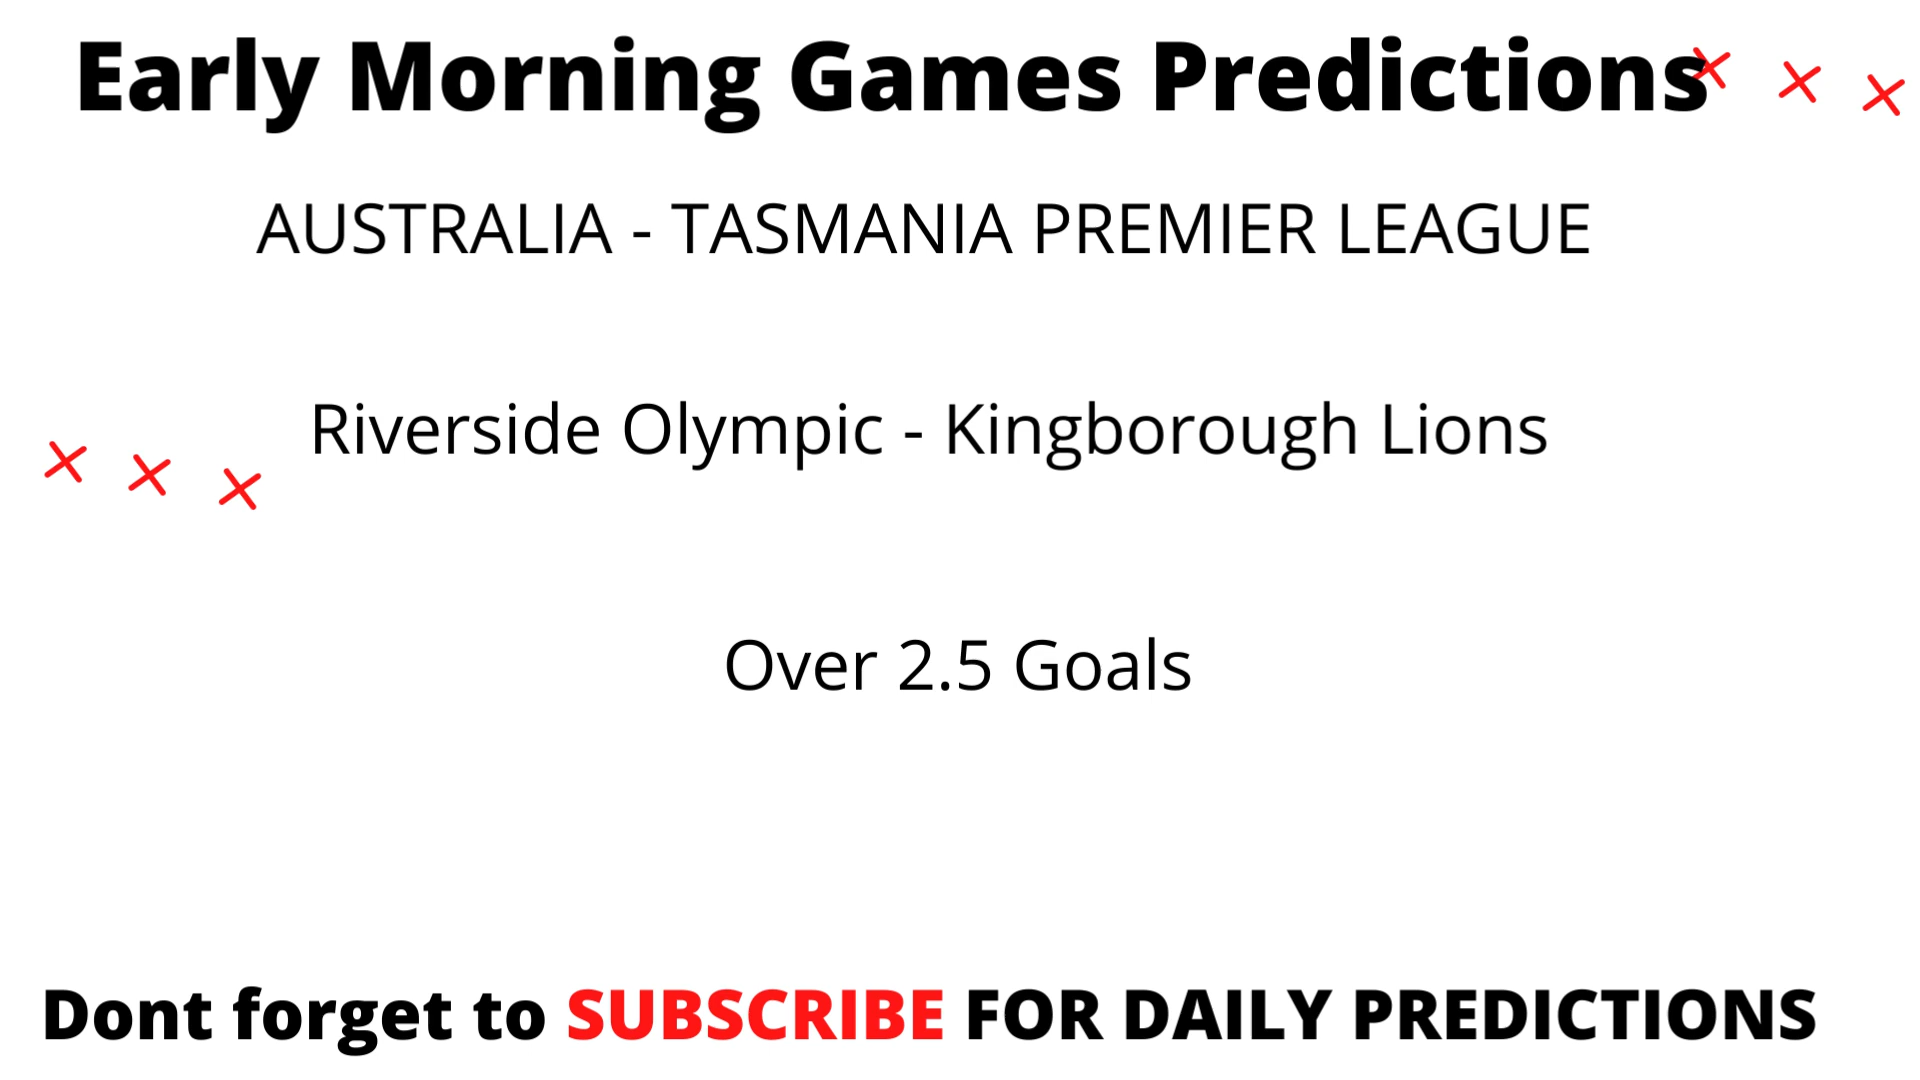 Early Morning Games Predictions
AUSTRALIA - TASMANIA PREMIER LEAGUE
Riverside Olympic - Kingborough Lions
Over 2.5 Goals
Dont forget to SUBSCRIBE FOR DAILY PREDICTIONS